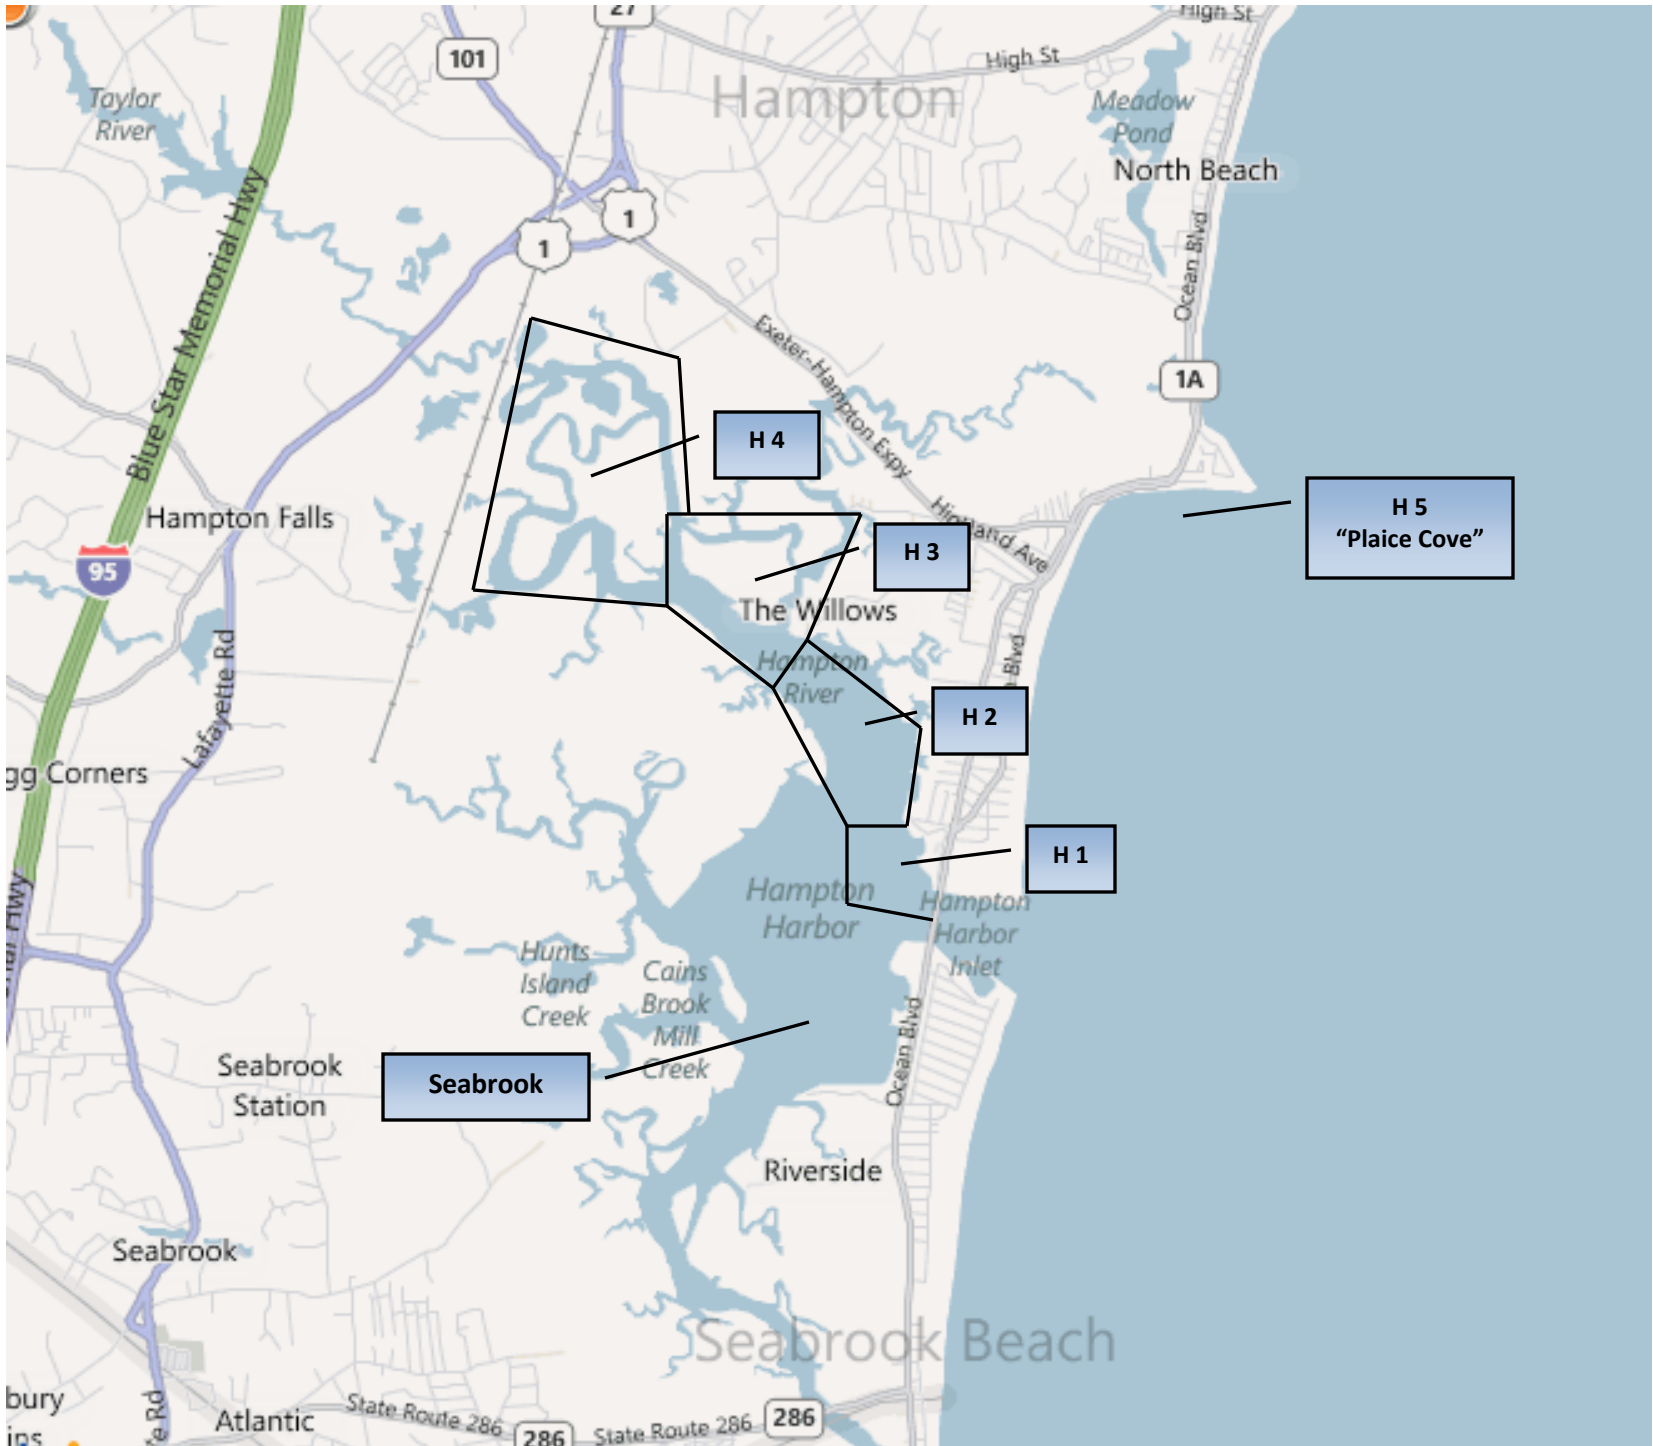 27
High St
101
High St
Hampton
Taylor
River
Meadow
Pond
North Beach
1
1
Blue Star Memorial Hwy
Ocean Blvd
Exeter-Hampton Expy
1A
H 4
H 5
“Plaice Cove”
Hampton Falls
Highland Ave
H 3
95
The Willows
Hampton
River
Blvd
Lafayette Rd
H 2
gg Corners
H 1
Hampton
Harbor
Hampton
Harbor
Inlet
Hwy
Hunts
Island
Creek
Cains
Brook
Mill
Creek
Ocean Blvd
Seabrook
Station
Seabrook
Riverside
Seabrook
Seabrook Beach
bury
ins
e Rd
Atlantic
State Route 286
286
State Route 286
286